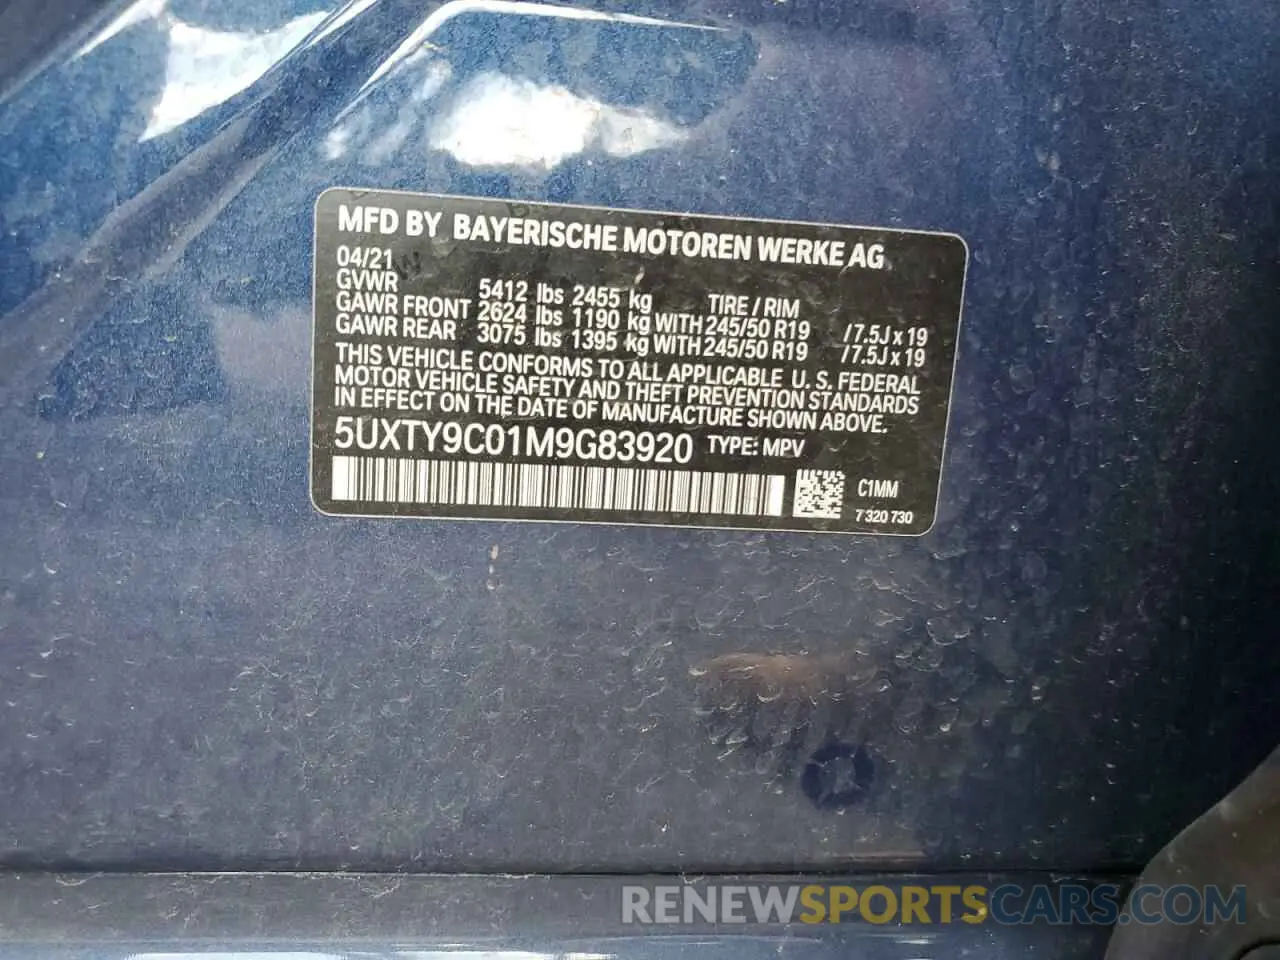 MFD BY BAYERISCHE MOTOREN WERKE AG
04/21
GVWR 5412 lbs 2455 kg TIRE / RIM
GAWR FRONT 2624 lbs 1190 kg WITH 245/50 R19 / 7.5J x 19
GAWR REAR 3075 lbs 1395 kg WITH 245/50 R19 / 7.5J x 19
THIS VEHICLE CONFORMS TO ALL APPLICABLE U. S. FEDERAL
MOTOR VEHICLE SAFETY AND THEFT PREVENTION STANDARDS
IN EFFECT ON THE DATE OF MANUFACTURE SHOWN ABOVE.
5UXTY9C01M9G83920 TYPE: MPV
C1MM
7 320 730
RENEWSPORTSCARS.COM